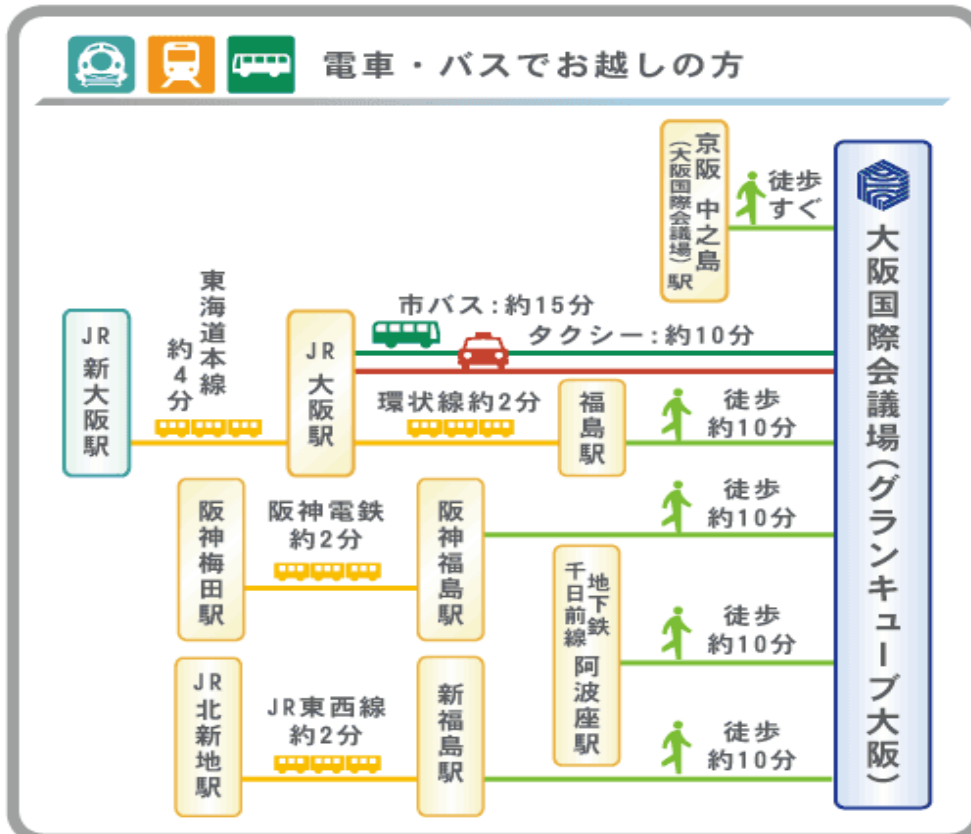 電車・バスでお越しの方
京阪 中之島駅
(大阪国際会議場)
徒歩
すぐ
大阪国際会議場(グランキューブ大阪)
JR
新大阪駅
東海道本線
約4分
JR
大阪駅
市バス:約15分
タクシー:約10分
環状線約2分
福島駅
徒歩
約10分
阪神梅田駅
阪神電鉄
約2分
阪神福島駅
徒歩
約10分
地下鉄
千日前線
阿波座駅
徒歩
約10分
JR
北新地駅
JR東西線
約2分
新福島駅
徒歩
約10分